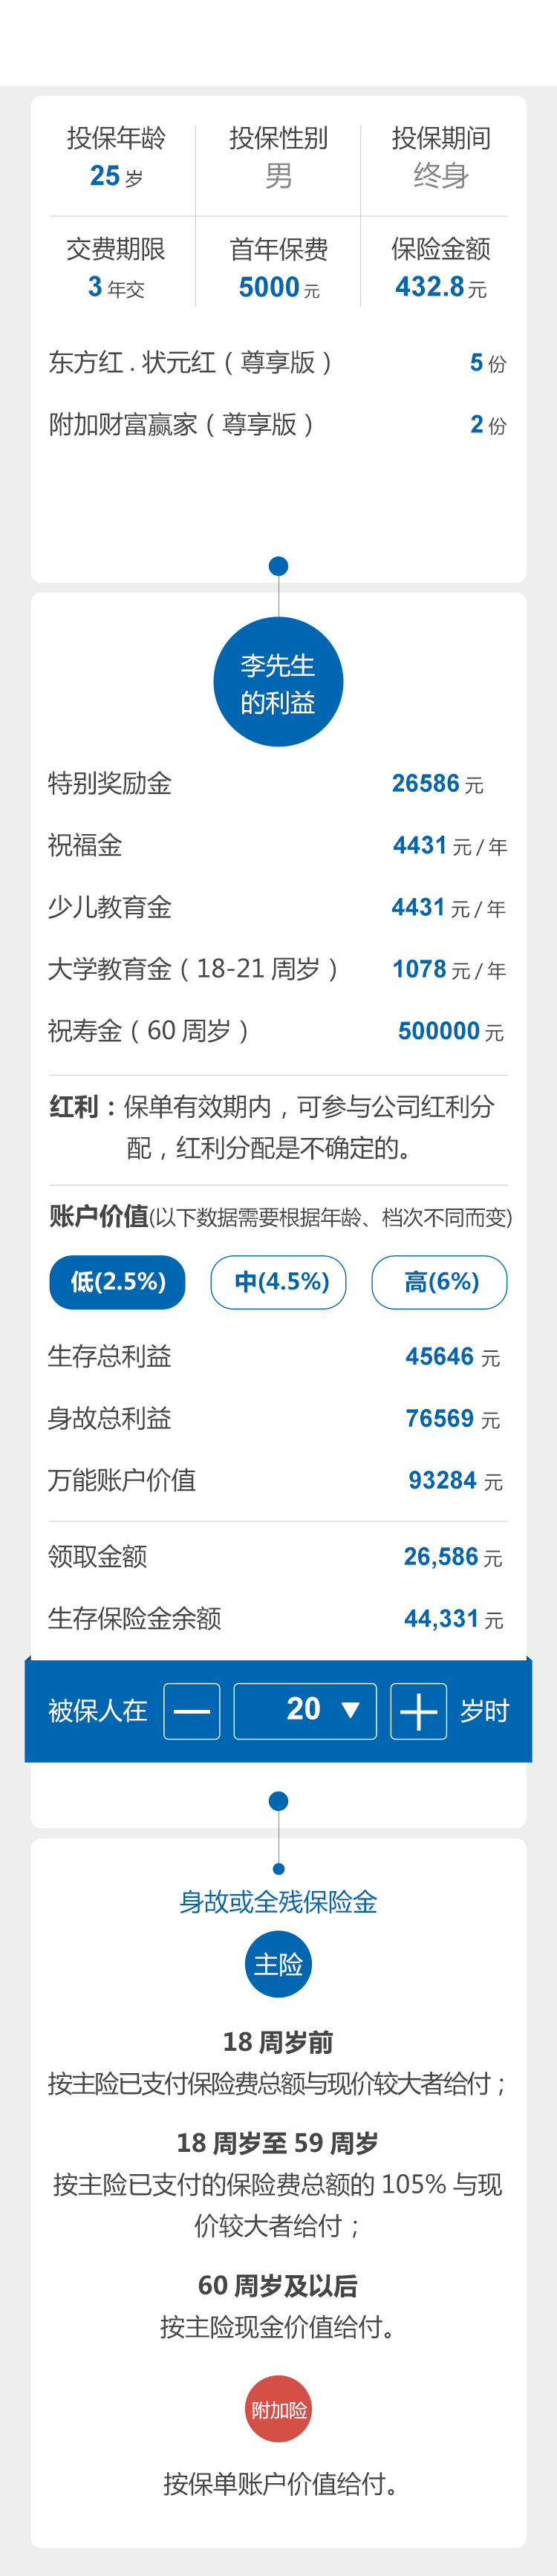 投保年龄 投保性别 投保期间
25 岁 男 终身
交费期限 首年保费 保险金额
3 年交 5000 元 432.8 元
东方红 . 状元红（尊享版） 5 份
附加财富赢家（尊享版） 2 份
李先生
的利益
特别奖励金 26586 元
祝福金 4431 元 / 年
少儿教育金 4431 元 / 年
大学教育金（18-21 周岁） 1078 元 / 年
祝寿金（60 周岁） 500000 元
红利：保单有效期内，可参与公司红利分
配，红利分配是不确定的。
账户价值(以下数据需要根据年龄、档次不同而变)
低(2.5%) 中(4.5%) 高(6%)
生存总利益 45646 元
身故总利益 76569 元
万能账户价值 93284 元
领取金额 26,586 元
生存保险金余额 44,331 元
被保人在 20 岁时
身故或全残保险金
主险
18 周岁前
按主险已支付保险费总额与现价较大者给付；
18 周岁至 59 周岁
按主险已支付的保险费总额的 105% 与现
价较大者给付；
60 周岁及以后
按主险现金价值给付。
附加险
按保单账户价值给付。